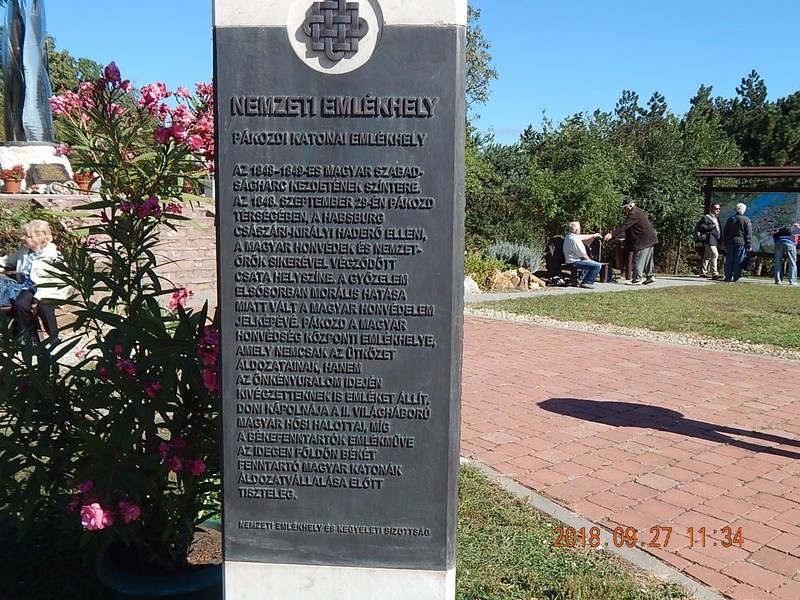 NEMZETI EMLÉKHELY
PÁKOZDI KATONAI EMLÉKHELY
AZ 1848-1849-ES MAGYAR SZABAD-
SÁGHARC KEZDETÉNEK SZÍNTERE.
AZ 1848. SZEPTEMBER 29-ÉN PÁKOZD
TÉRSÉGÉBEN, A HABSBURG
CSÁSZÁRI-KIRÁLYI HADERŐ ELLENI,
A MAGYAR HONVÉDEK ÉS NEMZET-
ŐRÖK SIKERÉVEL VÉGZŐDÖTT
CSATA HELYSZÍNE. A GYŐZELEM
ELSŐSORBAN MORÁLIS HATÁSA
MIATT VÁLT A MAGYAR HONVÉDELEM
JELKÉPÉVÉ. PÁKOZD A MAGYAR
HONVÉDSÉG KÖZPONTI EMLÉKHELYE,
AMELY NEMCSAK AZ ÜTKÖZET
ÁLDOZATAINAK, HANEM
AZ ÖNKÉNYURALOM IDEJÉN
KIVÉGZETTEKNEK IS EMLÉKET ÁLLÍT.
DONI KÁPOLNÁJA A II. VILÁGHÁBORÚ
MAGYAR HŐSI HALOTTAI, MÍG
A BÉKEFENNTARTÓK EMLÉKMŰVE
AZ IDEGEN FÖLDÖN BÉKÉT
FENNTARTÓ MAGYAR KATONÁK
ÁLDOZATVÁLLALÁSA ELŐTT
TISZTELEG.
NEMZETI EMLÉKHELY ÉS KEGYELETI BIZOTTSÁG
2018.09.27 11:34